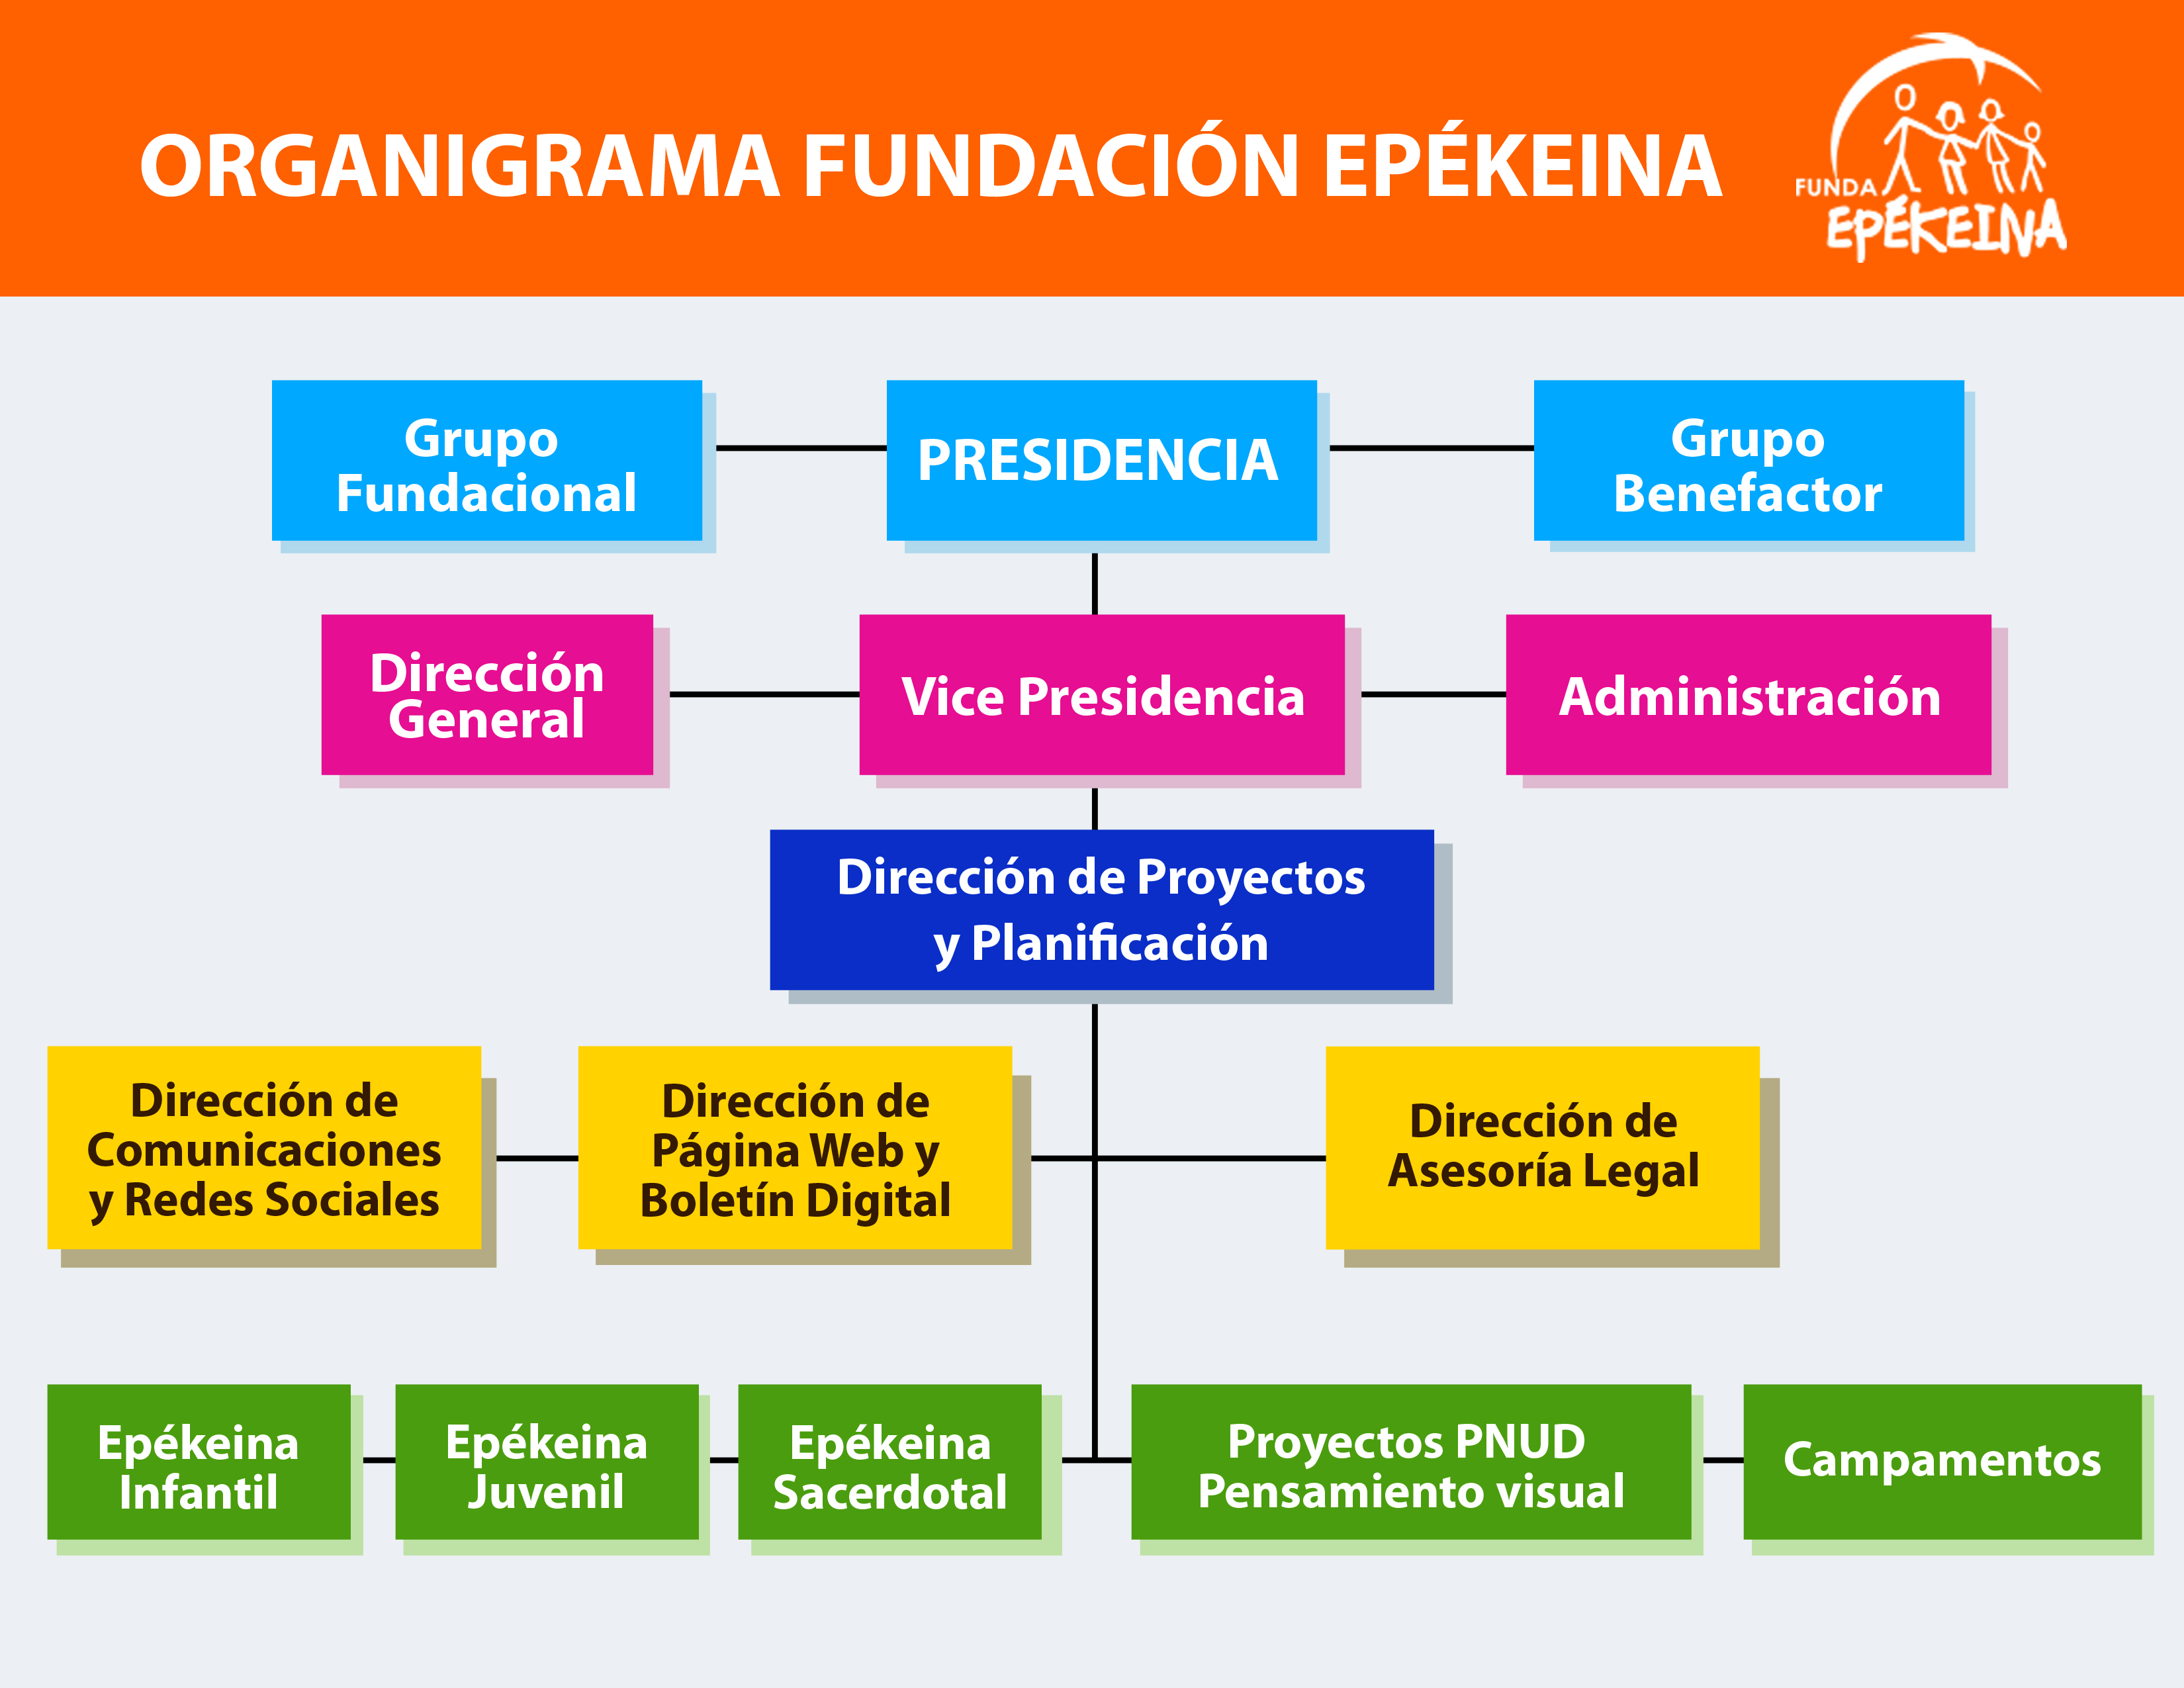 ORGANIGRAMA FUNDACIÓN EPÉKEINA
FUNDA
EPÉKEINA
Grupo
Fundacional
PRESIDENCIA
Grupo
Benefactor
Dirección
General
Vice Presidencia
Administración
Dirección de Proyectos
y Planificación
Dirección de
Comunicaciones
y Redes Sociales
Dirección de
Página Web y
Boletín Digital
Dirección de
Asesoría Legal
Epékeina
Infantil
Epékeina
Juvenil
Epékeina
Sacerdotal
Proyectos PNUD
Pensamiento visual
Campamentos